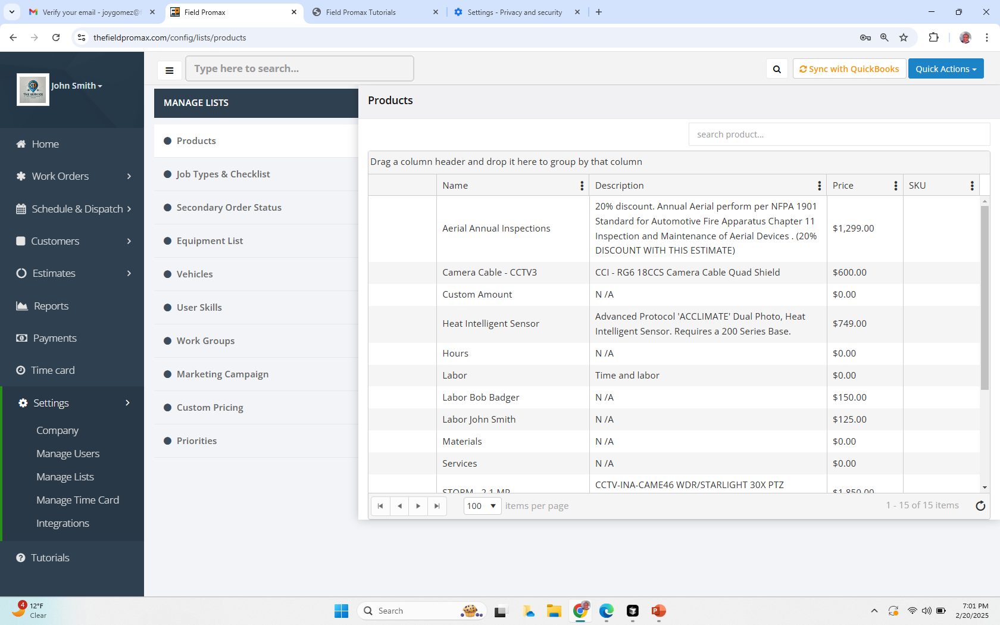 Verify your email - joygomez@f
Field Promax
Field Promax Tutorials
Settings - Privacy and security
thefieldpromax.com/config/lists/products
THE SERVICE
John Smith
Type here to search...
Sync with QuickBooks
Quick Actions
Home
Work Orders
Schedule & Dispatch
Customers
Estimates
Reports
Payments
Time card
Settings
Company
Manage Users
Manage Lists
Manage Time Card
Integrations
Tutorials
MANAGE LISTS
Products
Job Types & Checklist
Secondary Order Status
Equipment List
Vehicles
User Skills
Work Groups
Marketing Campaign
Custom Pricing
Priorities
Products
search product...
Drag a column header and drop it here to group by that column
Name Description Price SKU
20% discount. Annual Aerial perform per NFPA 1901
Standard for Automotive Fire Apparatus Chapter 11
Aerial Annual Inspections $1,299.00
Inspection and Maintenance of Aerial Devices . (20%
DISCOUNT WITH THIS ESTIMATE)
Camera Cable - CCTV3 CCI - RG6 18CCS Camera Cable Quad Shield $600.00
Custom Amount N /A $0.00
Advanced Protocol 'ACCLIMATE' Dual Photo, Heat
Heat Intelligent Sensor $749.00
Intelligent Sensor. Requires a 200 Series Base.
Hours N /A $0.00
Labor Time and labor $0.00
Labor Bob Badger N /A $150.00
Labor John Smith N /A $125.00
Materials N /A $0.00
Services N /A $0.00
CCTV-INA-CAME46 WDR/STARLIGHT 30X PTZ
STORM - 2.1 MP $1,850.00
100 items per page
1 - 15 of 15 items
4
12°F
Clear
Search
7:01 PM
2/20/2025